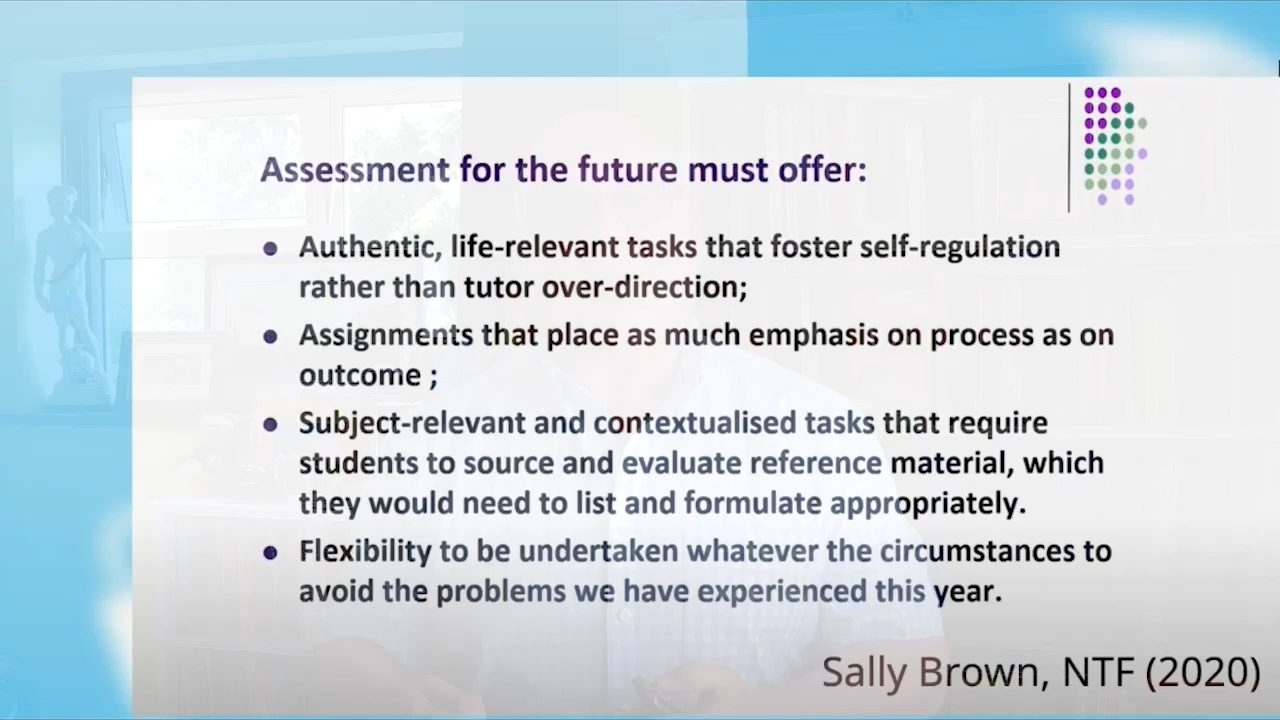 Assessment for the future must offer:
● Authentic, life-relevant tasks that foster self-regulation
rather than tutor over-direction;
● Assignments that place as much emphasis on process as on
outcome ;
● Subject-relevant and contextualised tasks that require
students to source and evaluate reference material, which
they would need to list and formulate appropriately.
● Flexibility to be undertaken whatever the circumstances to
avoid the problems we have experienced this year.
Sally Brown, NTF (2020)